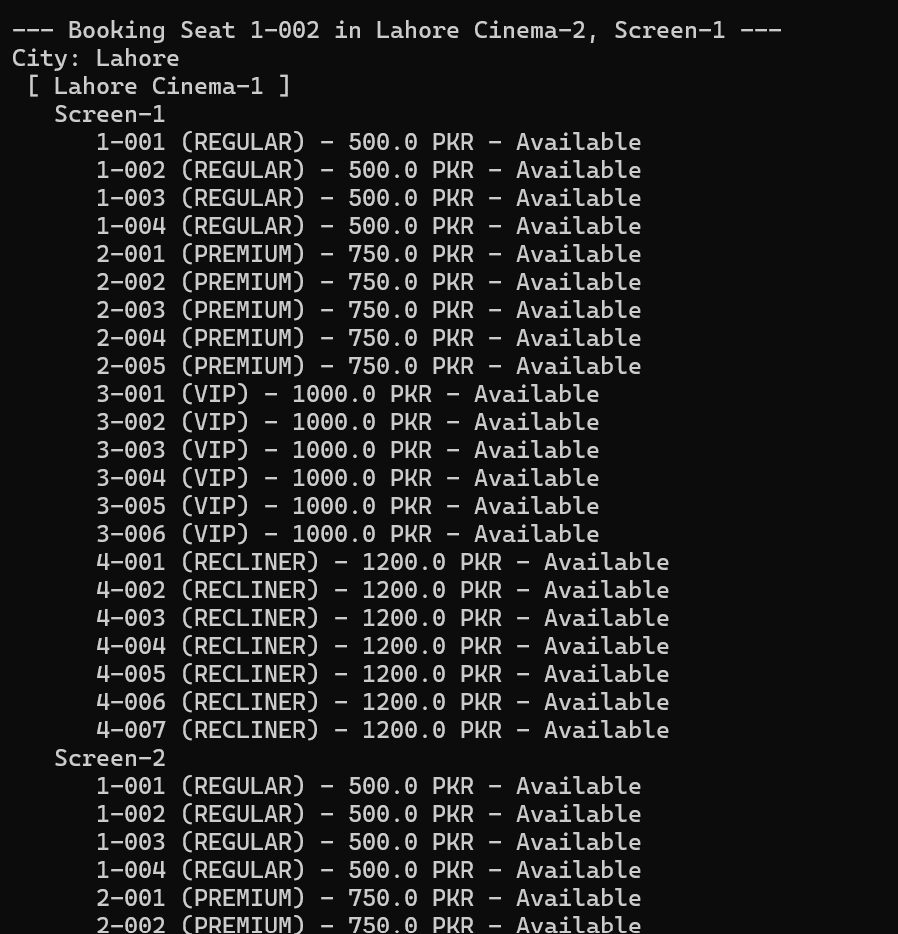 --- Booking Seat 1-002 in Lahore Cinema-2, Screen-1 ---
City: Lahore
[ Lahore Cinema-1 ]
Screen-1
1-001 (REGULAR) - 500.0 PKR - Available
1-002 (REGULAR) - 500.0 PKR - Available
1-003 (REGULAR) - 500.0 PKR - Available
1-004 (REGULAR) - 500.0 PKR - Available
2-001 (PREMIUM) - 750.0 PKR - Available
2-002 (PREMIUM) - 750.0 PKR - Available
2-003 (PREMIUM) - 750.0 PKR - Available
2-004 (PREMIUM) - 750.0 PKR - Available
2-005 (PREMIUM) - 750.0 PKR - Available
3-001 (VIP) - 1000.0 PKR - Available
3-002 (VIP) - 1000.0 PKR - Available
3-003 (VIP) - 1000.0 PKR - Available
3-004 (VIP) - 1000.0 PKR - Available
3-005 (VIP) - 1000.0 PKR - Available
3-006 (VIP) - 1000.0 PKR - Available
4-001 (RECLINER) - 1200.0 PKR - Available
4-002 (RECLINER) - 1200.0 PKR - Available
4-003 (RECLINER) - 1200.0 PKR - Available
4-004 (RECLINER) - 1200.0 PKR - Available
4-005 (RECLINER) - 1200.0 PKR - Available
4-006 (RECLINER) - 1200.0 PKR - Available
4-007 (RECLINER) - 1200.0 PKR - Available
Screen-2
1-001 (REGULAR) - 500.0 PKR - Available
1-002 (REGULAR) - 500.0 PKR - Available
1-003 (REGULAR) - 500.0 PKR - Available
1-004 (REGULAR) - 500.0 PKR - Available
2-001 (PREMIUM) - 750.0 PKR - Available
2-002 (PREMIUM) - 750.0 PKR - Available